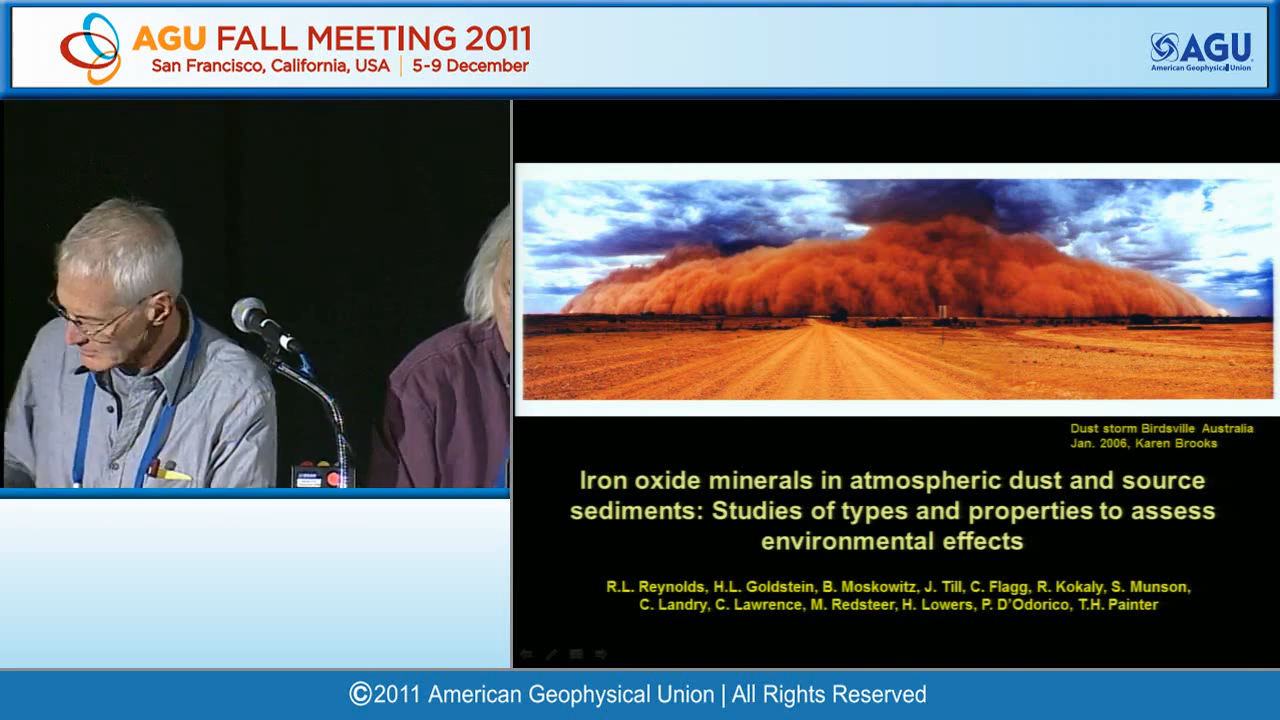 AGU FALL MEETING 2011
San Francisco, California, USA | 5-9 December
AGU
American Geophysical Union
Dust storm Birdsville Australia
Jan. 2006, Karen Brooks
Iron oxide minerals in atmospheric dust and source
sediments: Studies of types and properties to assess
environmental effects
R.L. Reynolds, H.L. Goldstein, B. Moskowitz, J. Till, C. Flagg, R. Kokaly, S. Munson,
C. Landry, C. Lawrence, M. Redsteer, H. Lowers, P. D'Odorico, T.H. Painter
©2011 American Geophysical Union | All Rights Reserved